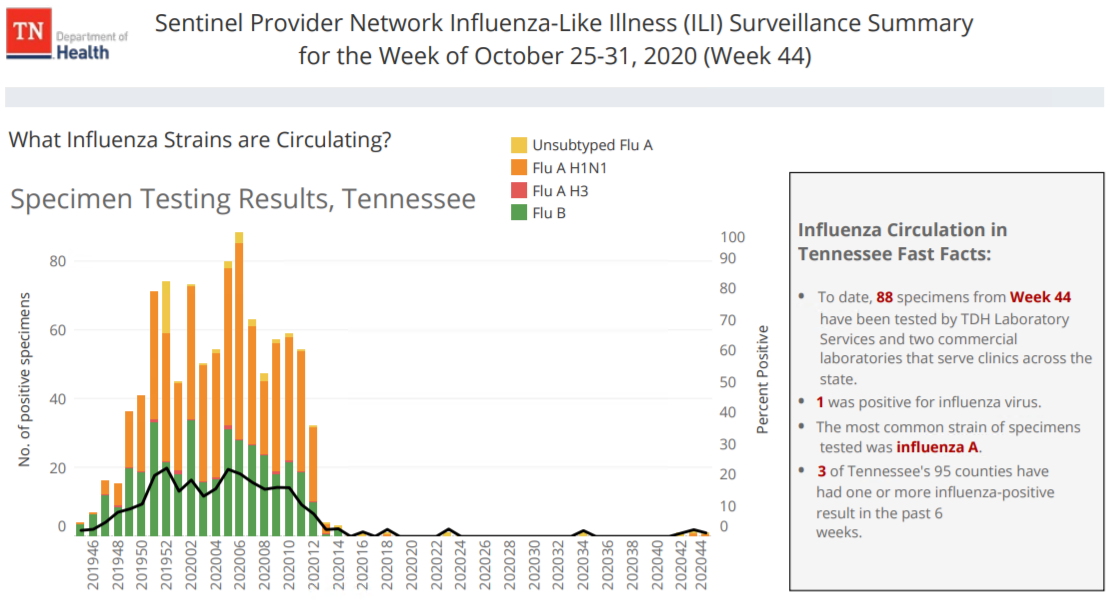 TN
Department of
Health
Sentinel Provider Network Influenza-Like Illness (ILI) Surveillance Summary
for the Week of October 25-31, 2020 (Week 44)
What Influenza Strains are Circulating?
Unsubtyped Flu A
Flu A H1N1
Flu A H3
Flu B
Specimen Testing Results, Tennessee
No. of positive specimens
80
60
40
20
0
100
90
80
70
60
50
40
30
20
10
0
Percent Positive
201946
201948
201950
201952
202002
202004
202006
202008
202010
202012
202014
202016
202018
202020
202022
202024
202026
202028
202030
202032
202034
202036
202038
202040
202042
202044
Influenza Circulation in
Tennessee Fast Facts:
• To date, 88 specimens from Week 44
have been tested by TDH Laboratory
Services and two commercial
laboratories that serve clinics across the
state.
• 1 was positive for influenza virus.
• The most common strain of specimens
tested was influenza A.
• 3 of Tennessee's 95 counties have
had one or more influenza-positive
result in the past 6
weeks.